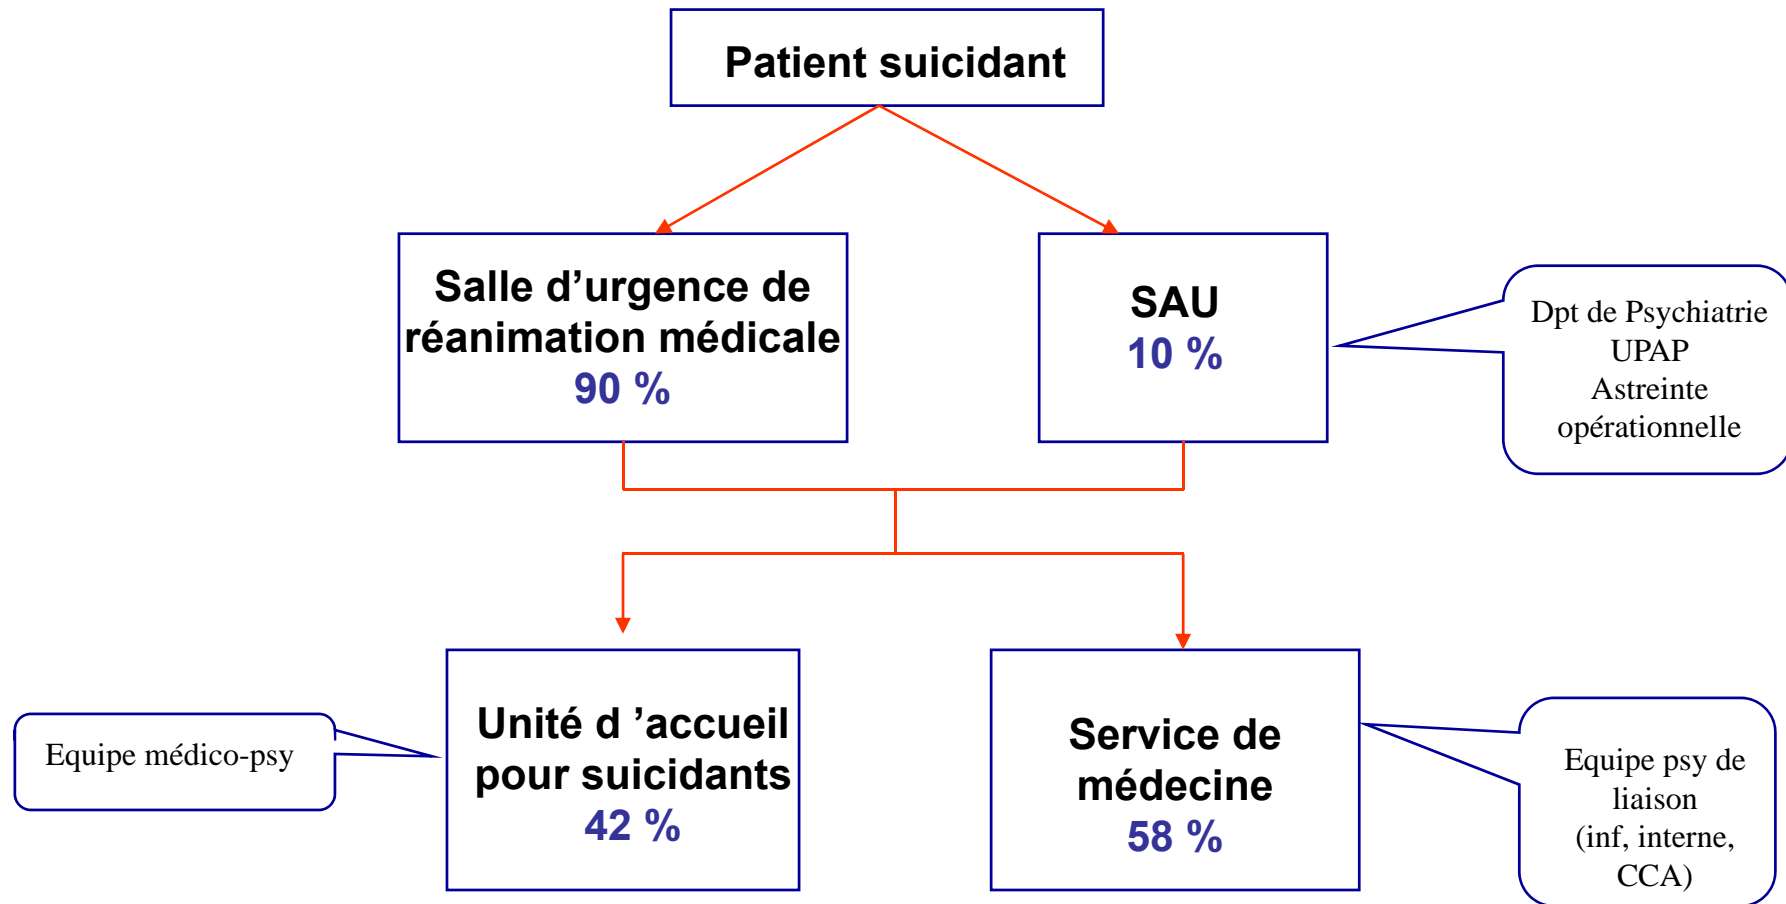 Patient suicidant
Salle d’urgence de
réanimation médicale
90 %
SAU
10 %
Dpt de Psychiatrie
UPAP
Astreinte
opérationnelle
Equipe médico-psy
Unité d ’accueil
pour suicidants
42 %
Service de
médecine
58 %
Equipe psy de
liaison
(inf, interne,
CCA)